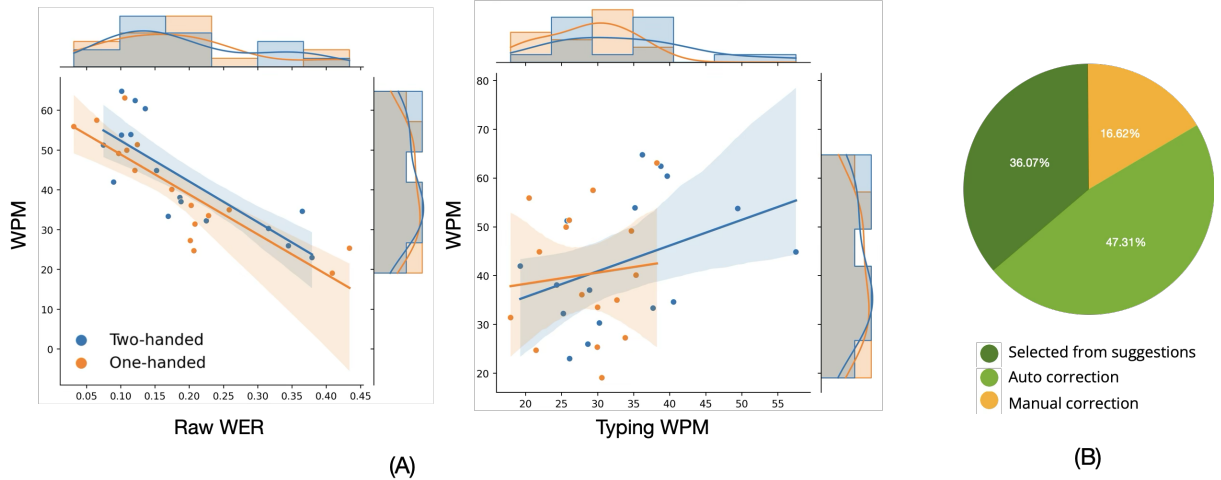 WPM
60
50
40
30
20
10
0
Two-handed
One-handed
0.05 0.10 0.15 0.20 0.25 0.30 0.35 0.40 0.45
Raw WER
WPM
80
70
60
50
40
30
20
20 25 30 35 40 45 50 55
Typing WPM
(A)
16.62%
36.07%
47.31%
Selected from suggestions
Auto correction
Manual correction
(B)